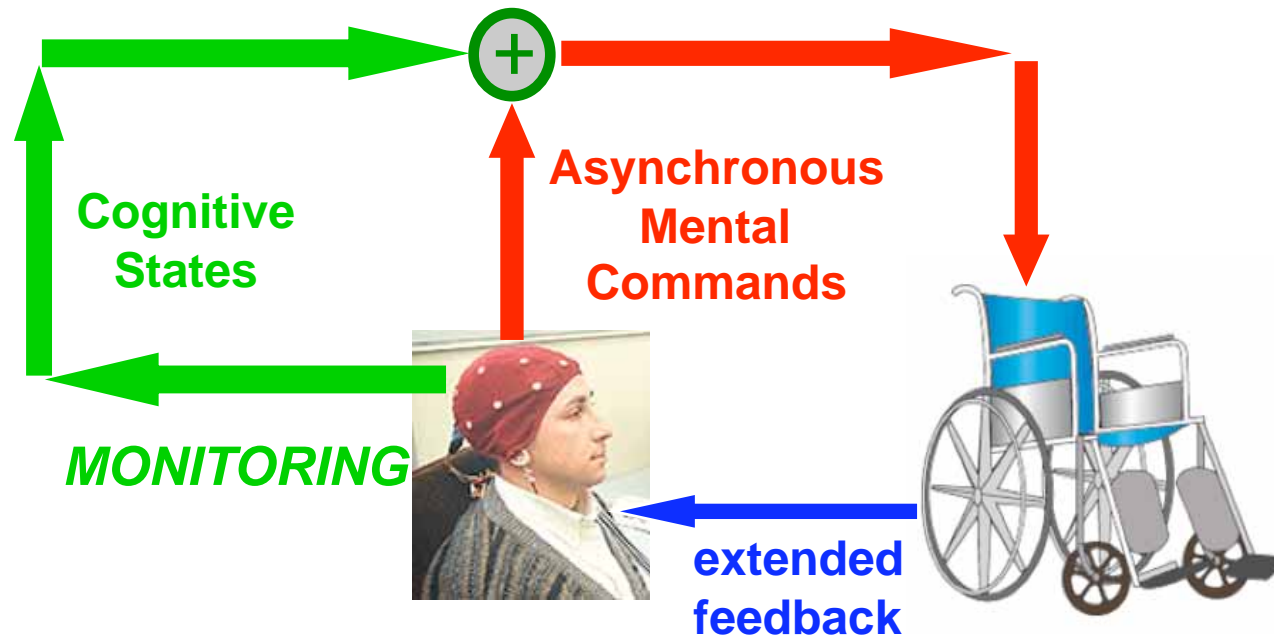 +
Cognitive
States
Asynchronous
Mental
Commands
MONITORING
extended
feedback